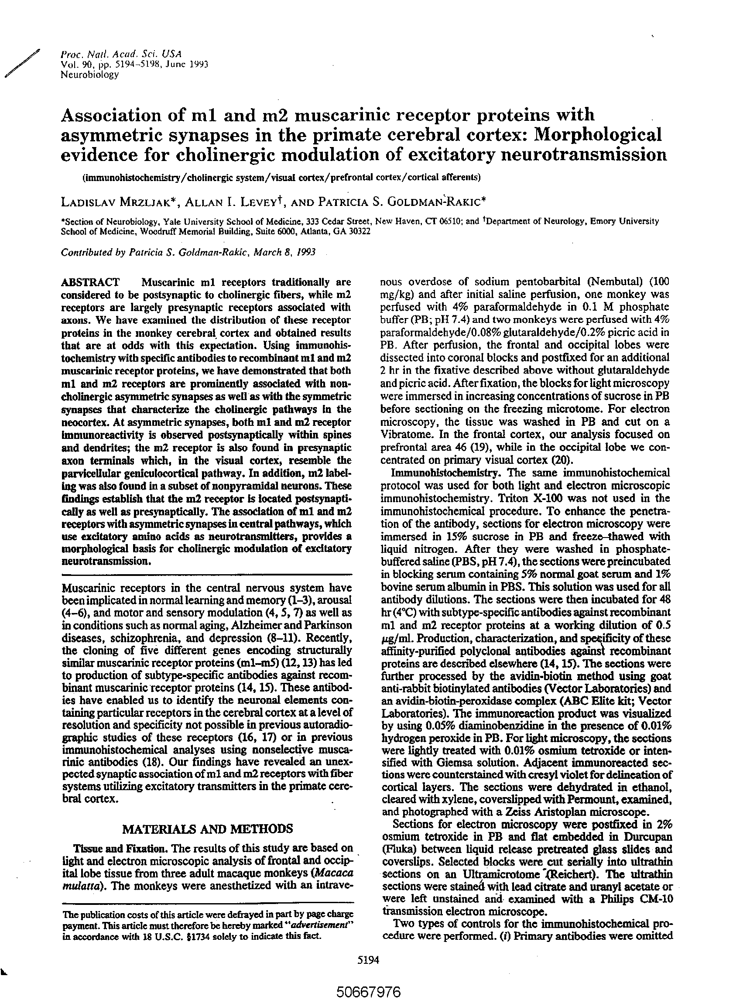 Proc. Natl. Acad. Sci. USA
Vol. 90, pp. 5194–5198, June 1993
Neurobiology
Association of m1 and m2 muscarinic receptor proteins with
asymmetric synapses in the primate cerebral cortex: Morphological
evidence for cholinergic modulation of excitatory neurotransmission
(immunohistochemistry/cholinergic system/visual cortex/prefrontal cortex/cortical afferents)
LADISLAV MRZLJAK*, ALLAN I. LEVEY†, AND PATRICIA S. GOLDMAN-RAKIC*
*Section of Neurobiology, Yale University School of Medicine, 333 Cedar Street, New Haven, CT 06510; and †Department of Neurology, Emory University
School of Medicine, Woodruff Memorial Building, Suite 6000, Atlanta, GA 30322
Contributed by Patricia S. Goldman-Rakic, March 8, 1993
ABSTRACT Muscarinic m1 receptors traditionally are
considered to be postsynaptic to cholinergic fibers, while m2
receptors are largely presynaptic receptors associated with
axons. We have examined the distribution of these receptor
proteins in the monkey cerebral cortex and obtained results
that are at odds with this expectation. Using immunohis-
tochemistry with specific antibodies to recombinant m1 and m2
muscarinic receptor proteins, we have demonstrated that both
m1 and m2 receptors are prominently associated with non-
cholinergic asymmetric synapses as well as with the symmetric
synapses that characterize the cholinergic pathways in the
neocortex. At asymmetric synapses, both m1 and m2 receptor
immunoreactivity is observed postsynaptically within spines
and dendrites; the m2 receptor is also found in presynaptic
axon terminals which, in the visual cortex, resemble the
parvicellular geniculocortical pathway. In addition, m2 label-
ing was also found in a subset of nonpyramidal neurons. These
findings establish that the m2 receptor is located postsynapti-
cally as well as presynaptically. The association of m1 and m2
receptors with asymmetric synapses in central pathways, which
use excitatory amino acids as neurotransmitters, provides a
morphological basis for cholinergic modulation of excitatory
neurotransmission.
Muscarinic receptors in the central nervous system have
been implicated in normal learning and memory (1–3), arousal
(4–6), and motor and sensory modulation (4, 5, 7) as well as
in conditions such as normal aging, Alzheimer and Parkinson
diseases, schizophrenia, and depression (8–11). Recently,
the cloning of five different genes encoding structurally
similar muscarinic receptor proteins (m1–m5) (12, 13) has led
to production of subtype-specific antibodies against recom-
binant muscarinic receptor proteins (14, 15). These antibod-
ies have enabled us to identify the neuronal elements con-
taining particular receptors in the cerebral cortex at a level of
resolution and specificity not possible in previous autoradio-
graphic studies of these receptors (16, 17) or in previous
immunohistochemical analyses using nonselective musca-
rinic antibodies (18). Our findings have revealed an unex-
pected synaptic association of m1 and m2 receptors with fiber
systems utilizing excitatory transmitters in the primate cere-
bral cortex.
MATERIALS AND METHODS
Tissue and Fixation. The results of this study are based on
light and electron microscopic analysis of frontal and occip-
ital lobe tissue from three adult macaque monkeys (Macaca
mulatta). The monkeys were anesthetized with an intrave-
The publication costs of this article were defrayed in part by page charge
payment. This article must therefore be hereby marked "advertisement"
in accordance with 18 U.S.C. §1734 solely to indicate this fact.
nous overdose of sodium pentobarbital (Nembutal) (100
mg/kg) and after initial saline perfusion, one monkey was
perfused with 4% paraformaldehyde in 0.1 M phosphate
buffer (PB; pH 7.4) and two monkeys were perfused with 4%
paraformaldehyde/0.08% glutaraldehyde/0.2% picric acid in
PB. After perfusion, the frontal and occipital lobes were
dissected into coronal blocks and postfixed for an additional
2 hr in the fixative described above without glutaraldehyde
and picric acid. After fixation, the blocks for light microscopy
were immersed in increasing concentrations of sucrose in PB
before sectioning on the freezing microtome. For electron
microscopy, the tissue was washed in PB and cut on a
Vibratome. In the frontal cortex, our analysis focused on
prefrontal area 46 (19), while in the occipital lobe we con-
centrated on primary visual cortex (20).
Immunohistochemistry. The same immunohistochemical
protocol was used for both light and electron microscopic
immunohistochemistry. Triton X-100 was not used in the
immunohistochemical procedure. To enhance the penetra-
tion of the antibody, sections for electron microscopy were
immersed in 15% sucrose in PB and freeze–thawed with
liquid nitrogen. After they were washed in phosphate-
buffered saline (PBS, pH 7.4), the sections were preincubated
in blocking serum containing 5% normal goat serum and 1%
bovine serum albumin in PBS. This solution was used for all
antibody dilutions. The sections were then incubated for 48
hr (4°C) with subtype-specific antibodies against recombinant
m1 and m2 receptor proteins at a working dilution of 0.5
μg/ml. Production, characterization, and specificity of these
affinity-purified polyclonal antibodies against recombinant
proteins are described elsewhere (14, 15). The sections were
further processed by the avidin-biotin method using goat
anti-rabbit biotinylated antibodies (Vector Laboratories) and
an avidin-biotin-peroxidase complex (ABC Elite kit; Vector
Laboratories). The immunoreaction product was visualized
by using 0.05% diaminobenzidine in the presence of 0.01%
hydrogen peroxide in PB. For light microscopy, the sections
were lightly treated with 0.01% osmium tetroxide or inten-
sified with Giemsa solution. Adjacent immunoreacted sec-
tions were counterstained with cresyl violet for delineation of
cortical layers. The sections were dehydrated in ethanol,
cleared with xylene, coverslipped with Permount, examined,
and photographed with a Zeiss Aristoplan microscope.
Sections for electron microscopy were postfixed in 2%
osmium tetroxide in PB and flat embedded in Durcupan
(Fluka) between liquid release pretreated glass slides and
coverslips. Selected blocks were cut serially into ultrathin
sections on an Ultramicrotome (Reichert). The ultrathin
sections were stained with lead citrate and uranyl acetate or
were left unstained and examined with a Philips CM-10
transmission electron microscope.
Two types of controls for the immunohistochemical pro-
cedure were performed. (i) Primary antibodies were omitted
5194
50667976